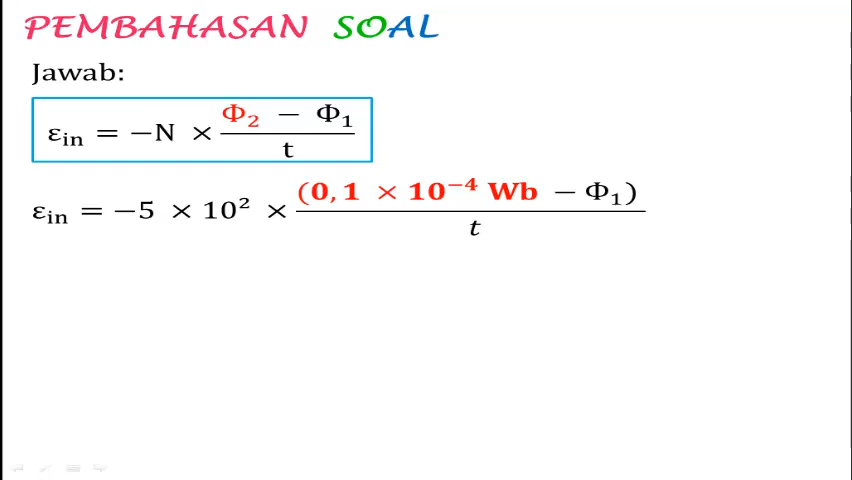 PEMBAHASAN SOAL
Jawab:
εin = −N × (Φ₂ − Φ₁) / t
εin = −5 × 10² × (0,1 × 10⁻⁴ Wb − Φ₁) / t